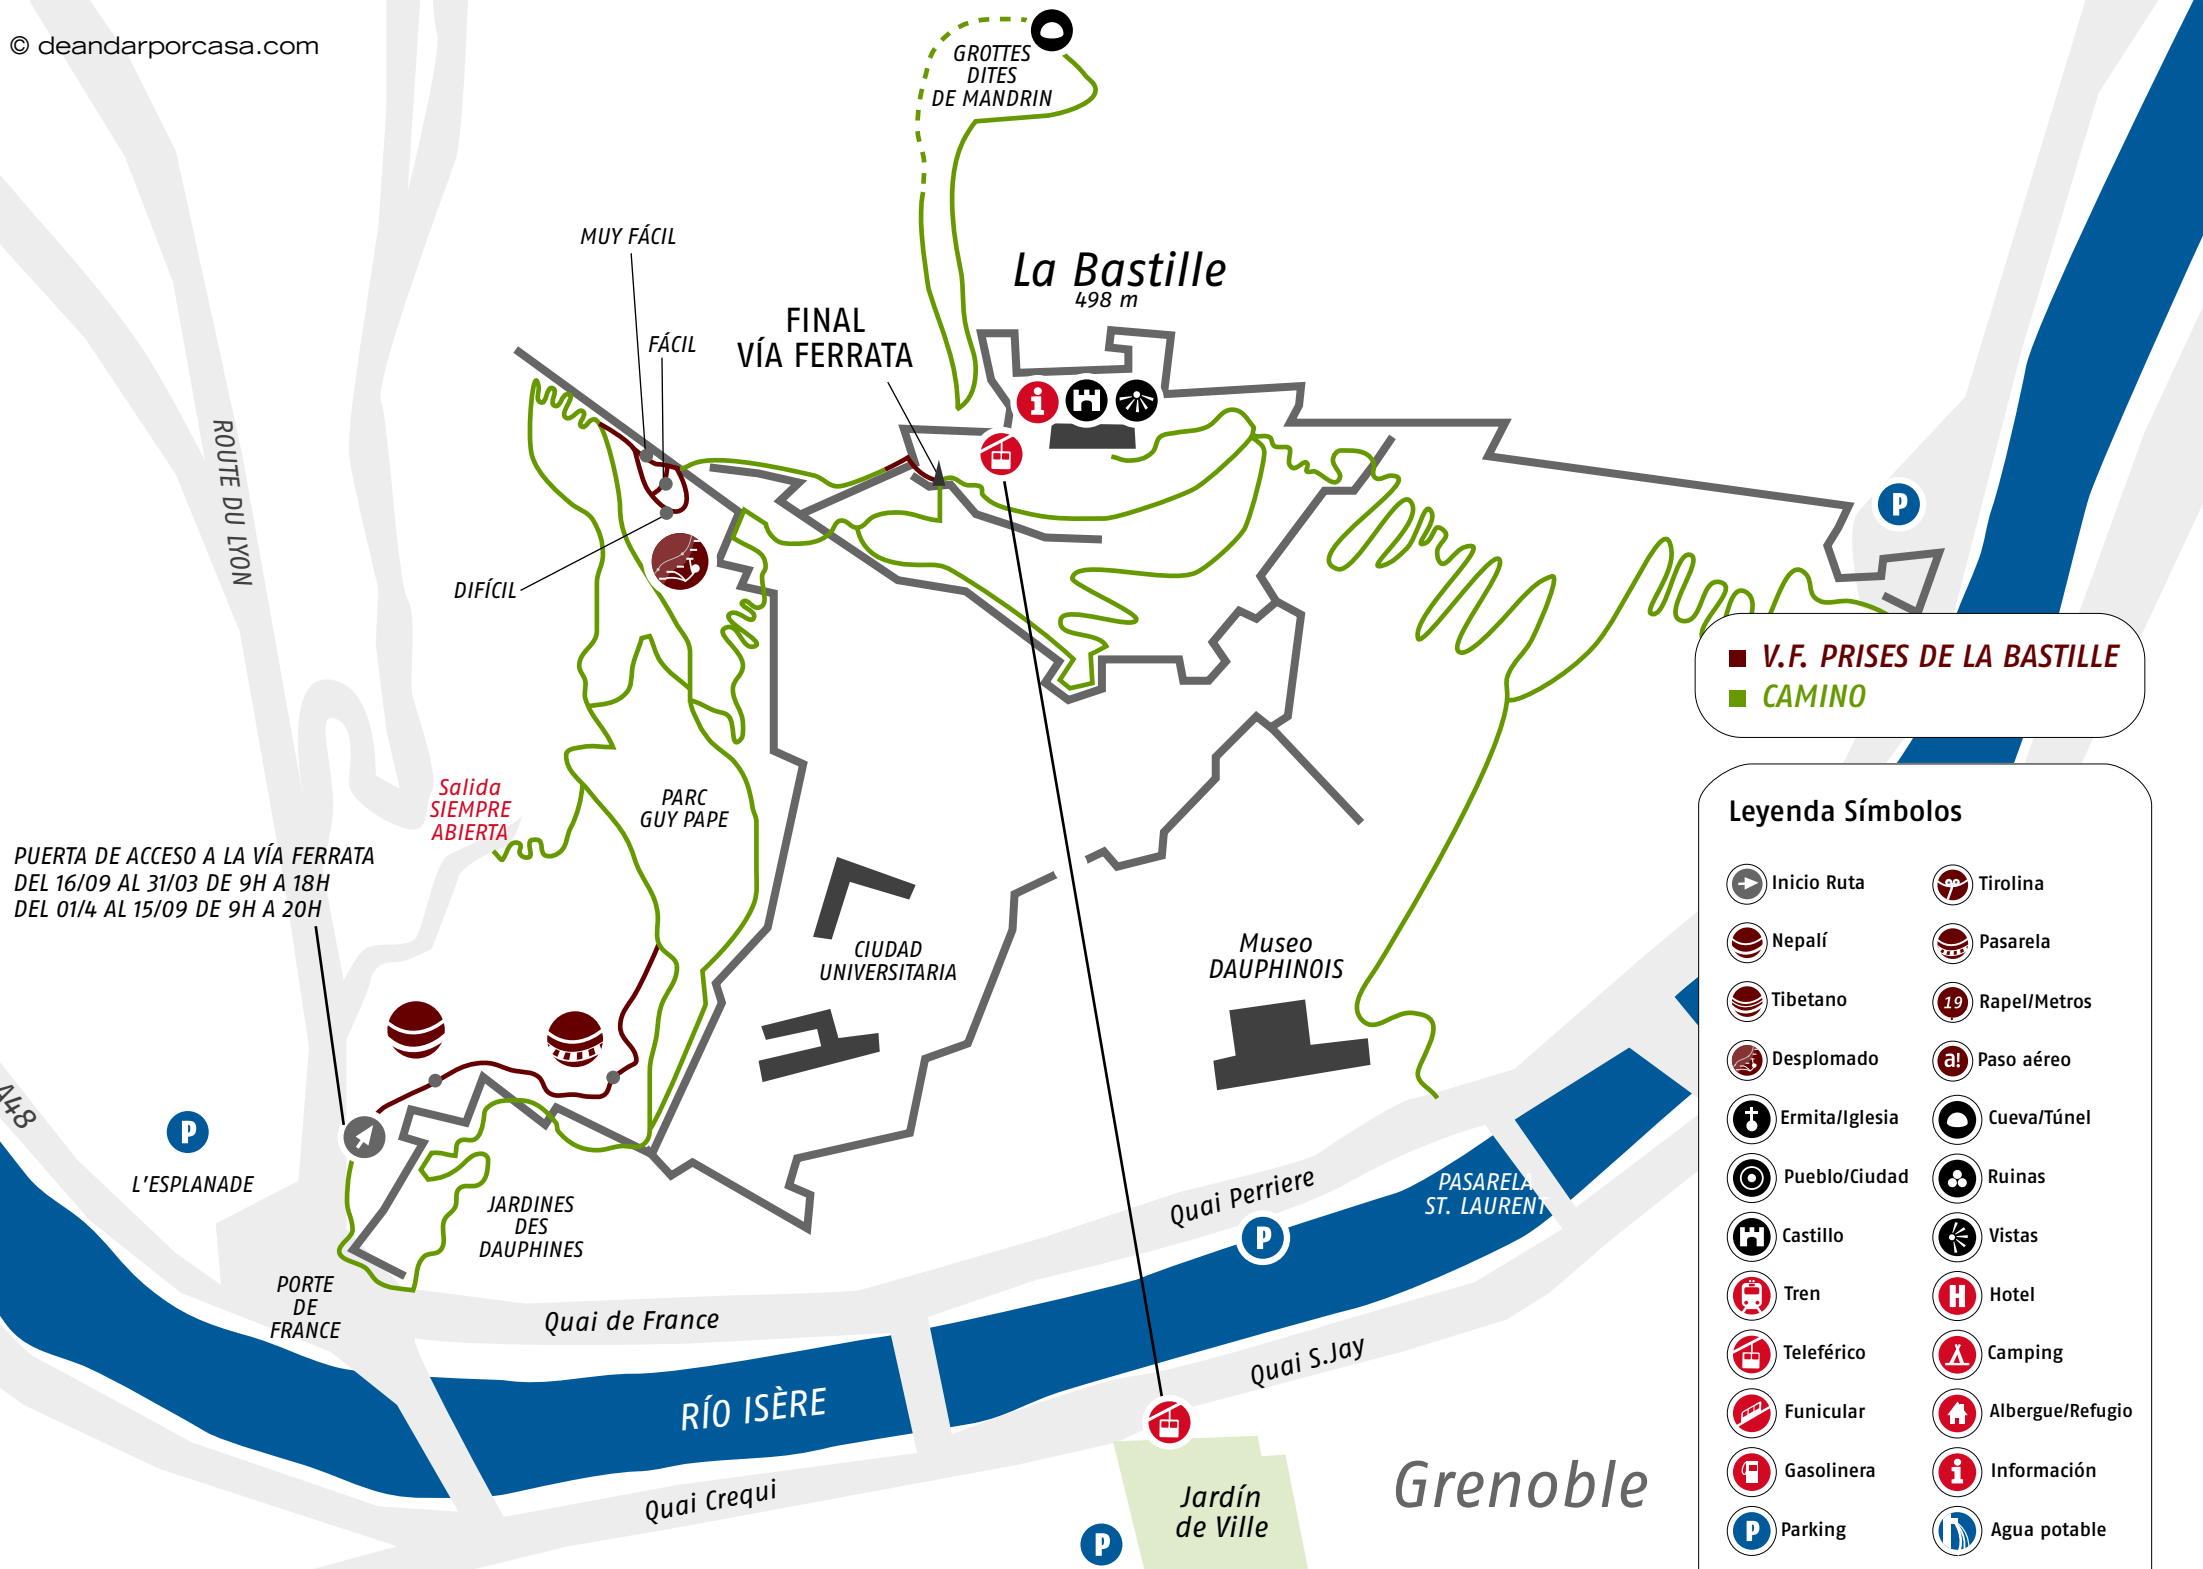 © deandarporcasa.com
GROTTES
DITES
DE MANDRIN
MUY FÁCIL
La Bastille
498 m
FINAL
VÍA FERRATA
FÁCIL
ROUTE DU LYON
DIFÍCIL
P
V.F. PRISES DE LA BASTILLE
CAMINO
Salida
SIEMPRE
ABIERTA
PARC
GUY PAPE
PUERTA DE ACCESO A LA VÍA FERRATA
DEL 16/09 AL 31/03 DE 9H A 18H
DEL 01/4 AL 15/09 DE 9H A 20H
CIUDAD
UNIVERSITARIA
Museo
DAUPHINOIS
A48
P
L'ESPLANADE
JARDINES
DES
DAUPHINES
PORTE
DE
FRANCE
Quai de France
Quai Perriere
P
PASARELA
ST. LAURENT
Quai S.Jay
RÍO ISÈRE
Quai Crequi
P
Jardín
de Ville
Grenoble
Leyenda Símbolos
Inicio Ruta
Tirolina
Nepalí
Pasarela
Tibetano
19 Rapel/Metros
Desplomado
a! Paso aéreo
Ermita/Iglesia
Cueva/Túnel
Pueblo/Ciudad
Ruinas
Castillo
Vistas
Tren
H Hotel
Teleférico
Camping
Funicular
Albergue/Refugio
Gasolinera
i Información
P Parking
Agua potable